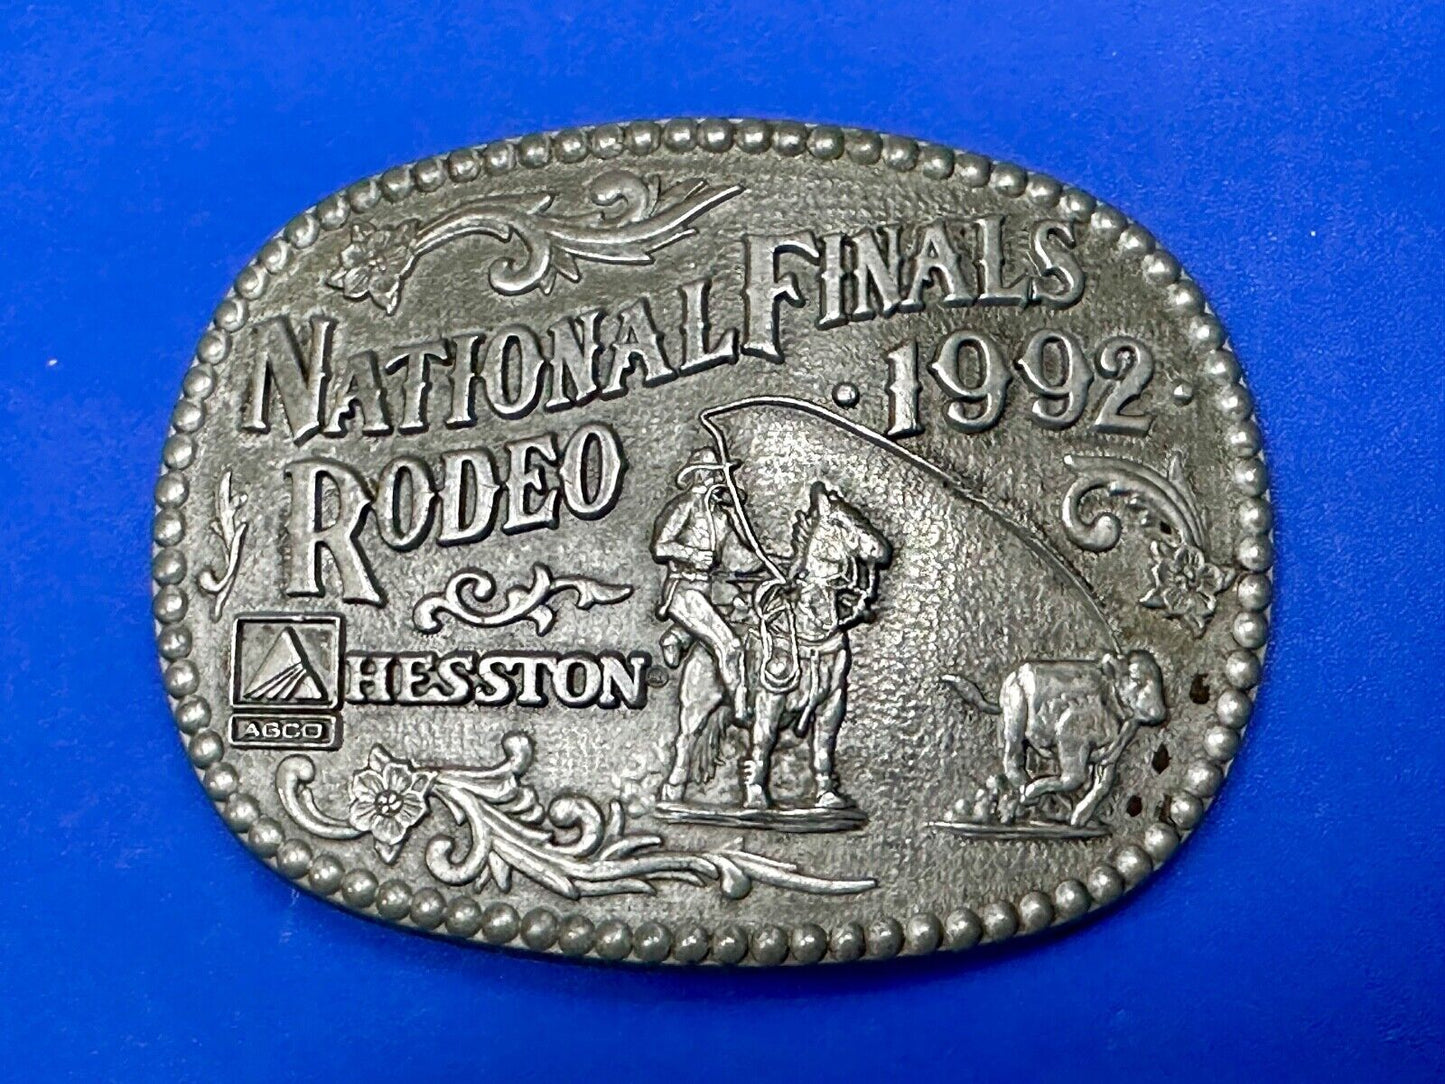 NATIONAL FINALS
RODEO
· 1992 ·
HESSTON®
AGCO